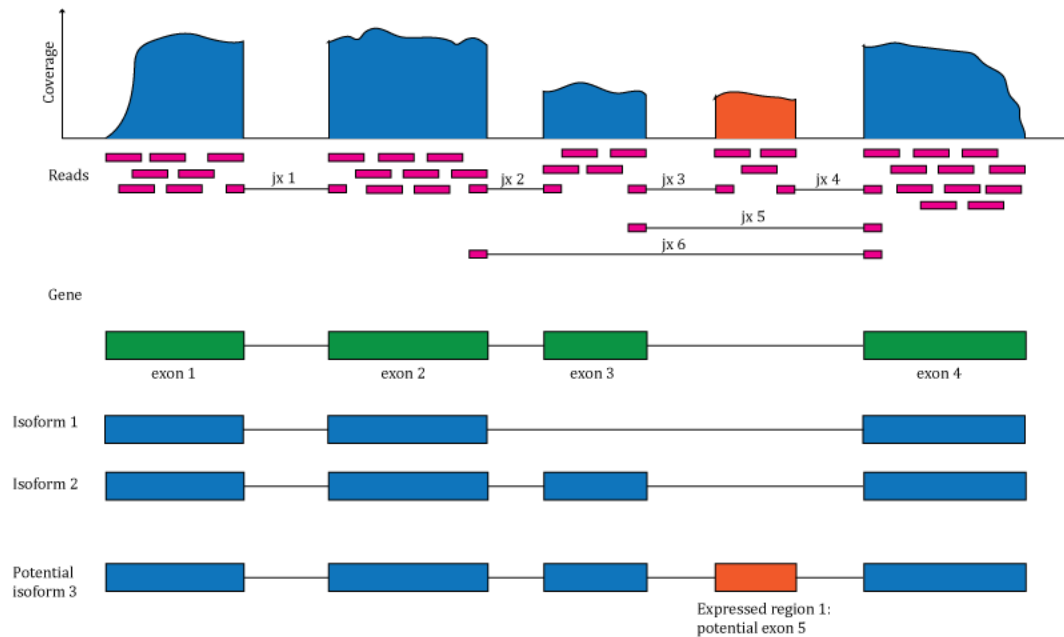 Coverage
Reads
jx 1
jx 2
jx 3
jx 4
jx 5
jx 6
Gene
exon 1
exon 2
exon 3
exon 4
Isoform 1
Isoform 2
Potential
isoform 3
Expressed region 1:
potential exon 5